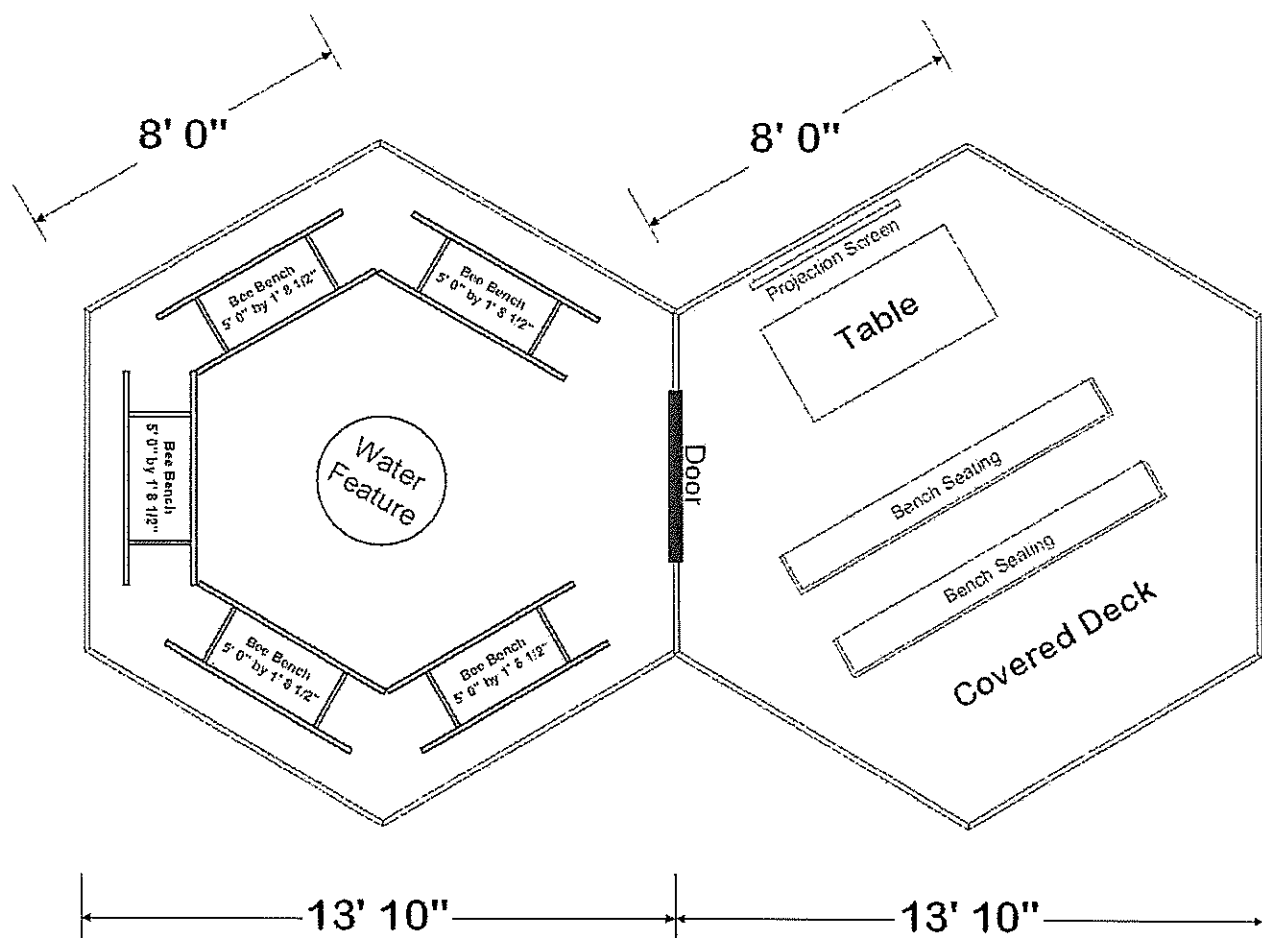 8' 0"
8' 0"
Bee Bench
5' 0" by 1' 8 1/2"
Bee Bench
5' 0" by 1' 8 1/2"
Projection Screen
Table
Bee Bench
5' 0" by 1' 8 1/2"
Water
Feature
Door
Bench Seating
Bench Seating
Bee Bench
5' 0" by 1' 8 1/2"
Bee Bench
5' 0" by 1' 8 1/2"
Covered Deck
13' 10"
13' 10"